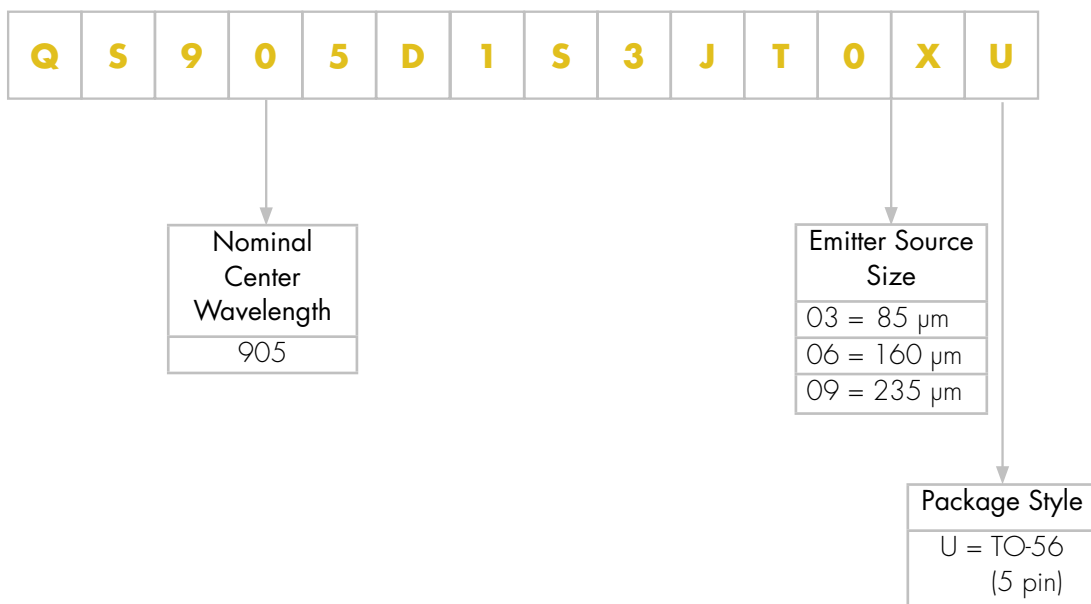 Q S 9 0 5 D 1 S 3 J T 0 X U
Nominal
Center
Wavelength
905
Emitter Source
Size
03 = 85 µm
06 = 160 µm
09 = 235 µm
Package Style
U = TO-56
(5 pin)